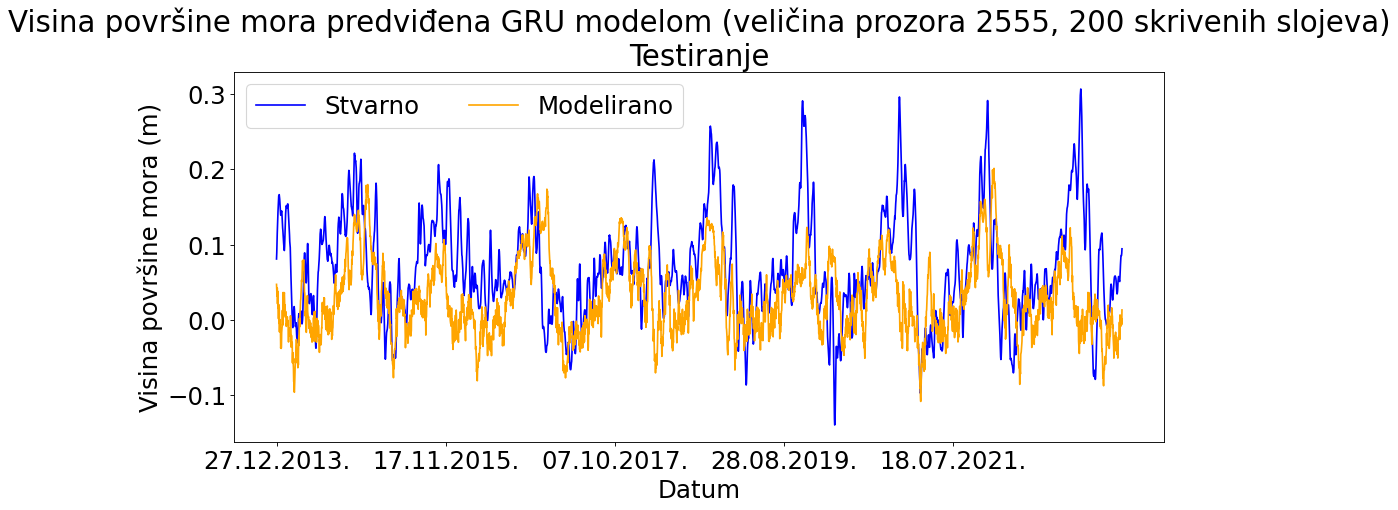 Visina površine mora predviđena GRU modelom (veličina prozora 2555, 200 skrivenih slojeva)
Testiranje
Stvarno
Modelirano
Visina površine mora (m)
0.3
0.2
0.1
0.0
−0.1
27.12.2013.
17.11.2015.
07.10.2017.
28.08.2019.
18.07.2021.
Datum